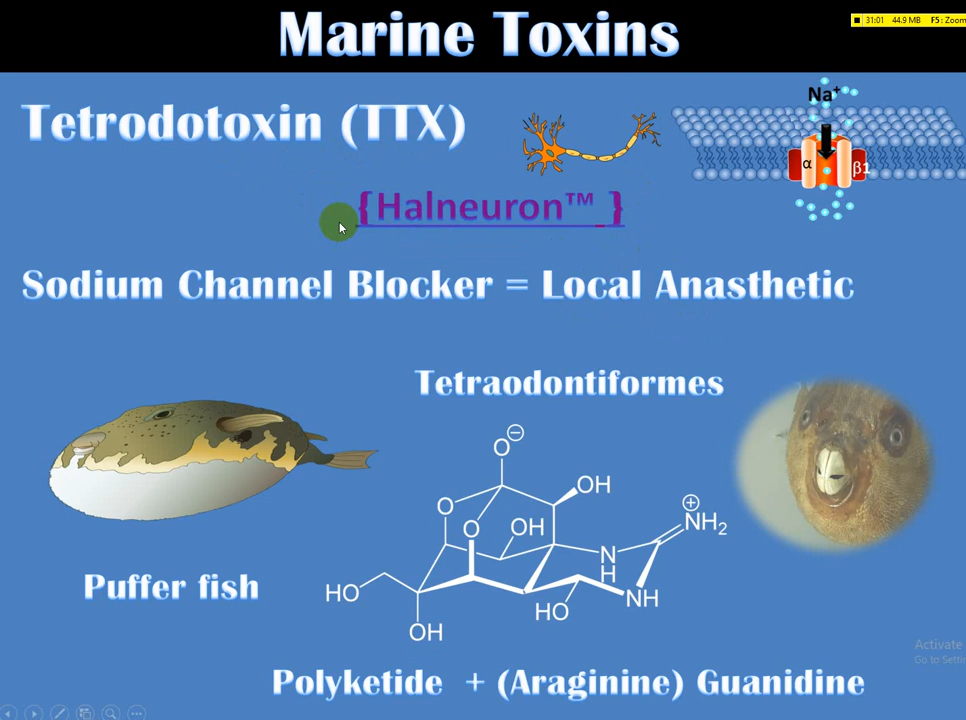 Marine Toxins
31:01 44.9 MB F5: Zoom
Tetrodotoxin (TTX)
Na+
α
β1
{Halneuron™ }
Sodium Channel Blocker = Local Anasthetic
Tetraodontiformes
O⊖
OH
O
O
OH
⊕
NH2
N
H
HO
NH
HO
OH
Puffer fish
Activate
Go to Settin
Polyketide + (Araginine) Guanidine